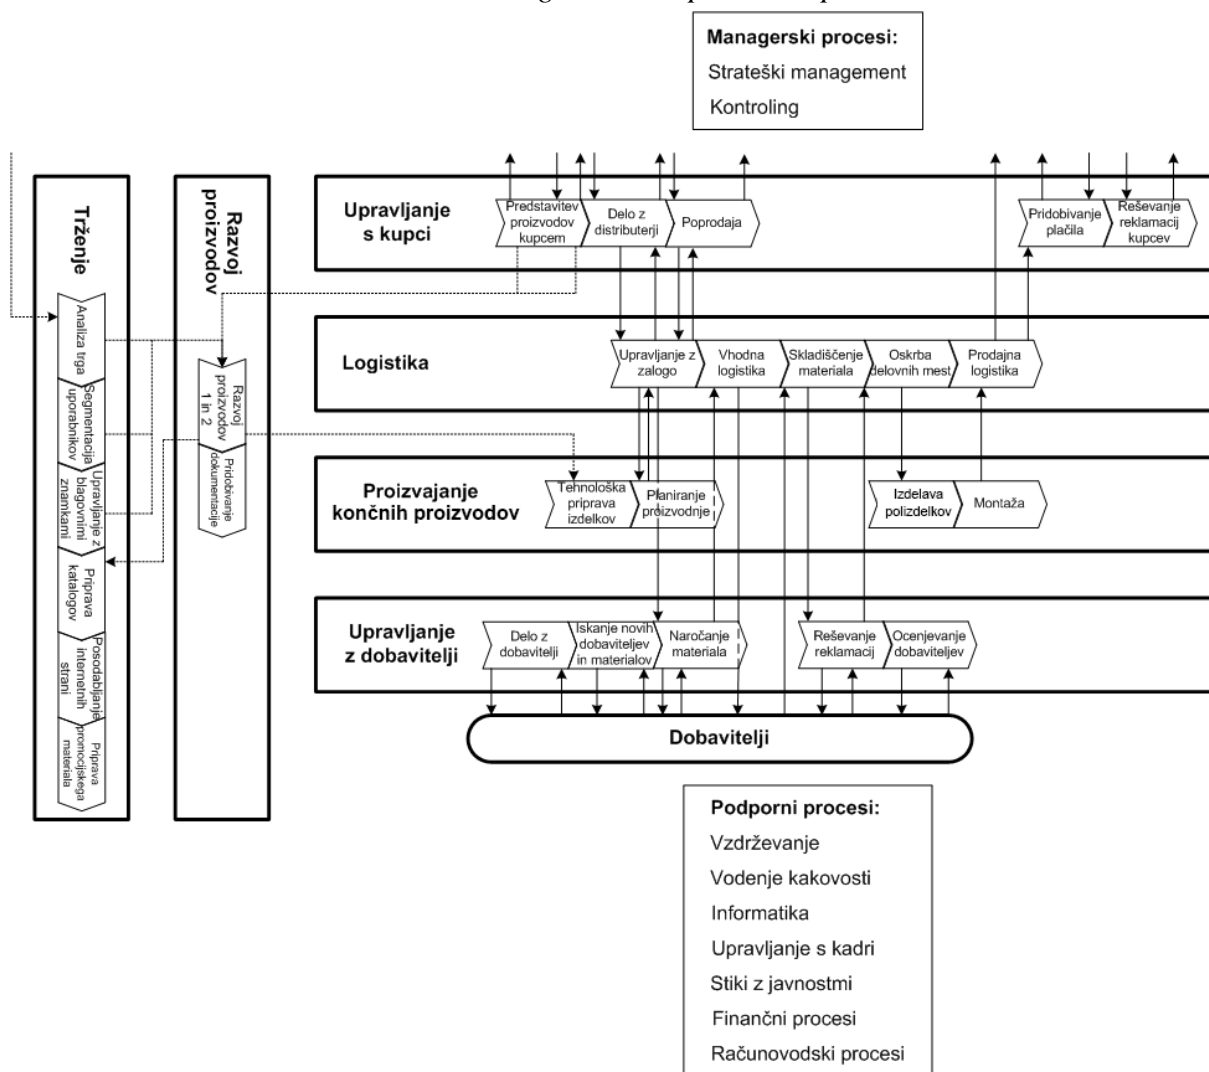 Managerski procesi:
Strateški management
Kontroling
Trženje
Analiza trga
Segmentacija
uporabnikov
Upravljanje z
blagovnimi
znamkami
Priprava
katalogov
Posodabljanje
internetnih
strani
Priprava
promocijskega
materiala
Razvoj
proizvodov
Razvoj
proizvodov
1 in 2
Pridobivanje
dokumentacije
Upravljanje
s kupci
Predstavitev
proizvodov
kupcem
Delo z
distributerji
Poprodaja
Pridobivanje
plačila
Reševanje
reklamacij
kupcev
Logistika
Upravljanje z
zalogo
Vhodna
logistika
Skladiščenje
materiala
Oskrba
delovnih mest
Prodajna
logistika
Proizvajanje
končnih proizvodov
Tehnološka
priprava
izdelkov
Planiranje
proizvodnje
Izdelava
polizdelkov
Montaža
Upravljanje
z dobavitelji
Delo z
dobavitelji
Iskanje novih
dobaviteljev
in materialov
Naročanje
materiala
Reševanje
reklamacij
Ocenjevanje
dobaviteljev
Dobavitelji
Podporni procesi:
Vzdrževanje
Vodenje kakovosti
Informatika
Upravljanje s kadri
Stiki z javnostmi
Finančni procesi
Računovodski procesi